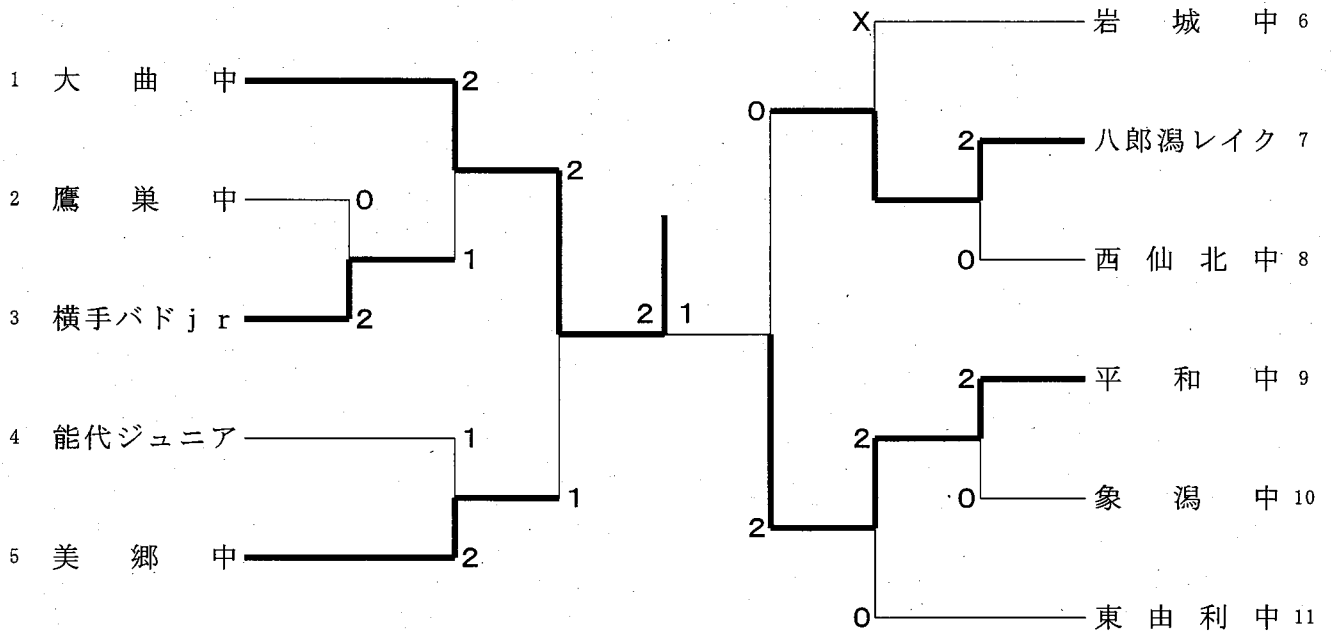 1 大曲中 2
2 鷹巣中 0
3 横手バドjr 2
1
2
4 能代ジュニア 1
5 美郷中 2
1
2 1
X 岩城中 6
2 八郎潟レイク 7
0 西仙北中 8
0
2 平和中 9
0 象潟中 10
2
0 東由利中 11
2